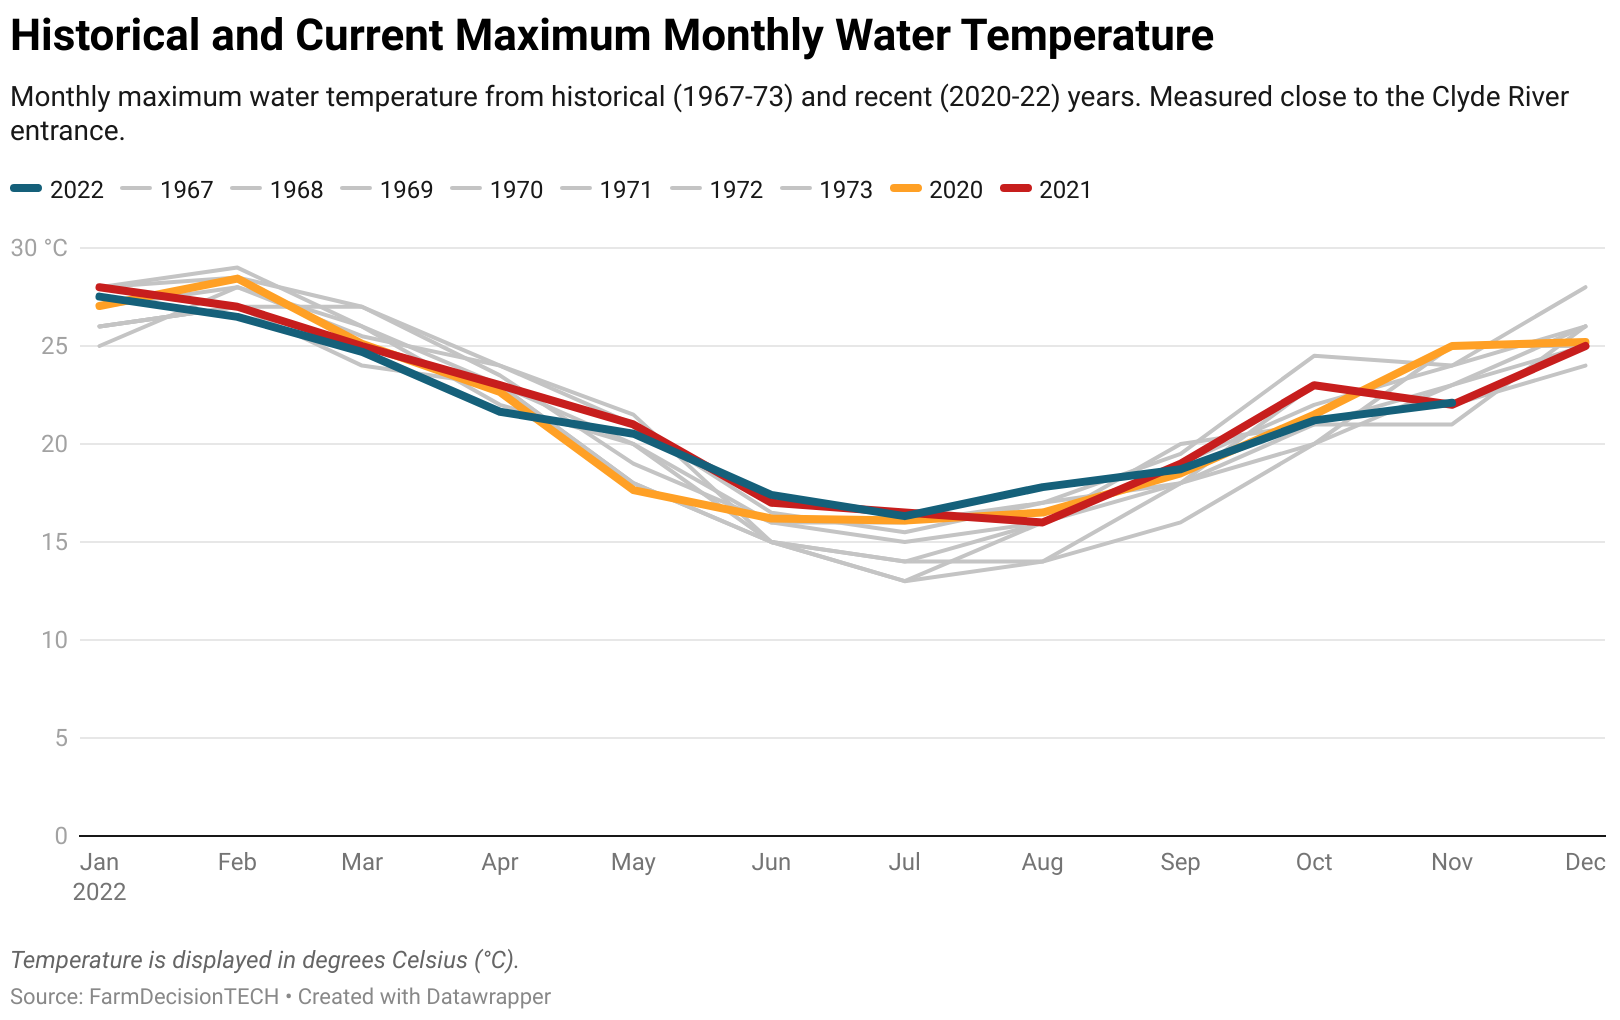 Historical and Current Maximum Monthly Water Temperature
Monthly maximum water temperature from historical (1967-73) and recent (2020-22) years. Measured close to the Clyde River
entrance.
2022 1967 1968 1969 1970 1971 1972 1973 2020 2021
30 °C
25
20
15
10
5
0
Jan Feb Mar Apr May Jun Jul Aug Sep Oct Nov Dec
2022
Temperature is displayed in degrees Celsius (°C).
Source: FarmDecisionTECH • Created with Datawrapper